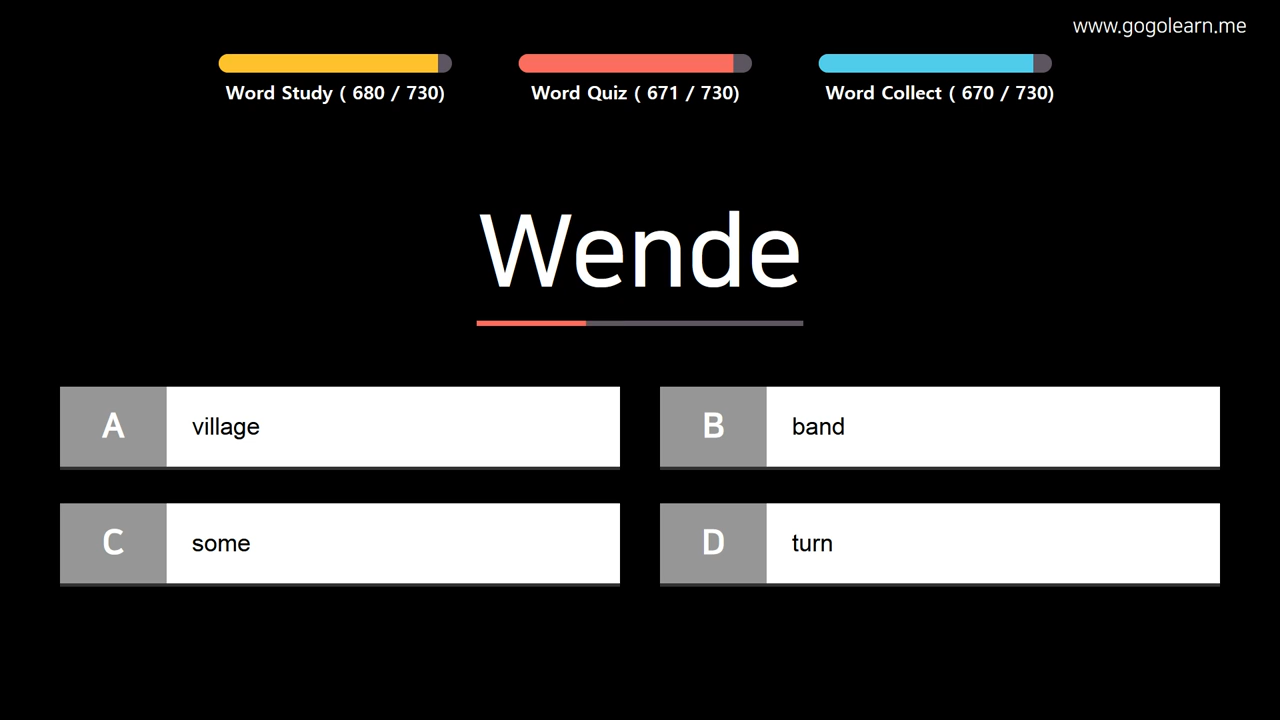 www.gogolearn.me
Word Study ( 680 / 730)
Word Quiz ( 671 / 730)
Word Collect ( 670 / 730)
Wende
A village
B band
C some
D turn